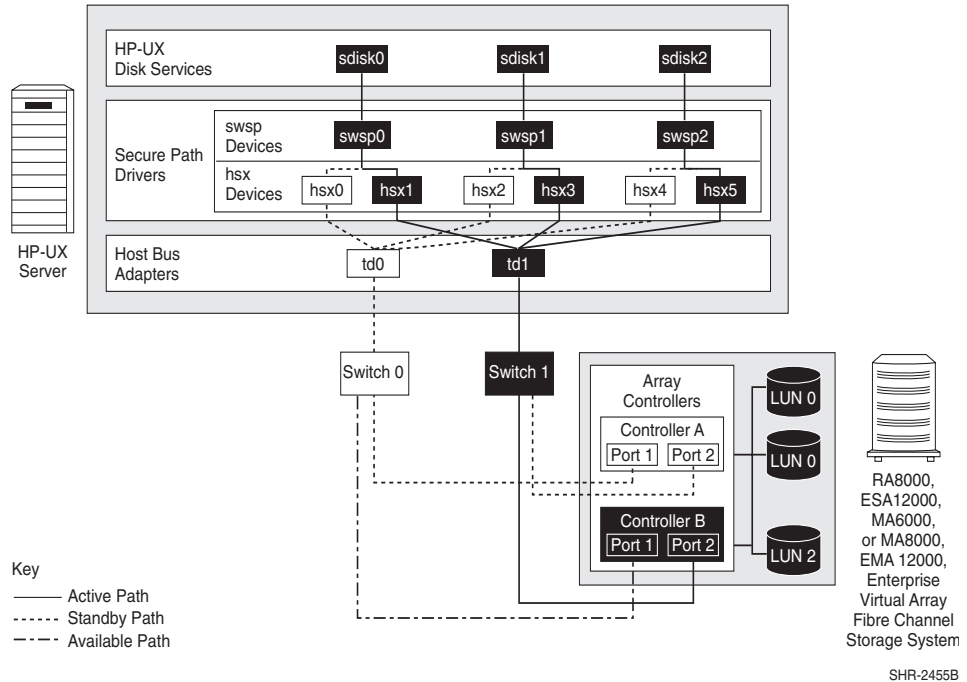 HP-UX
Disk Services
sdisk0
sdisk1
sdisk2
Secure Path
Drivers
swsp
Devices
swsp0
swsp1
swsp2
hsx
Devices
hsx0
hsx1
hsx2
hsx3
hsx4
hsx5
HP-UX
Server
Host Bus
Adapters
td0
td1
Switch 0
Switch 1
Array
Controllers
Controller A
Port 1
Port 2
Controller B
Port 1
Port 2
LUN 0
LUN 0
LUN 2
RA8000,
ESA12000,
MA6000,
or MA8000,
EMA 12000,
Enterprise
Virtual Array
Fibre Channel
Storage System
Key
Active Path
Standby Path
Available Path
SHR-2455B